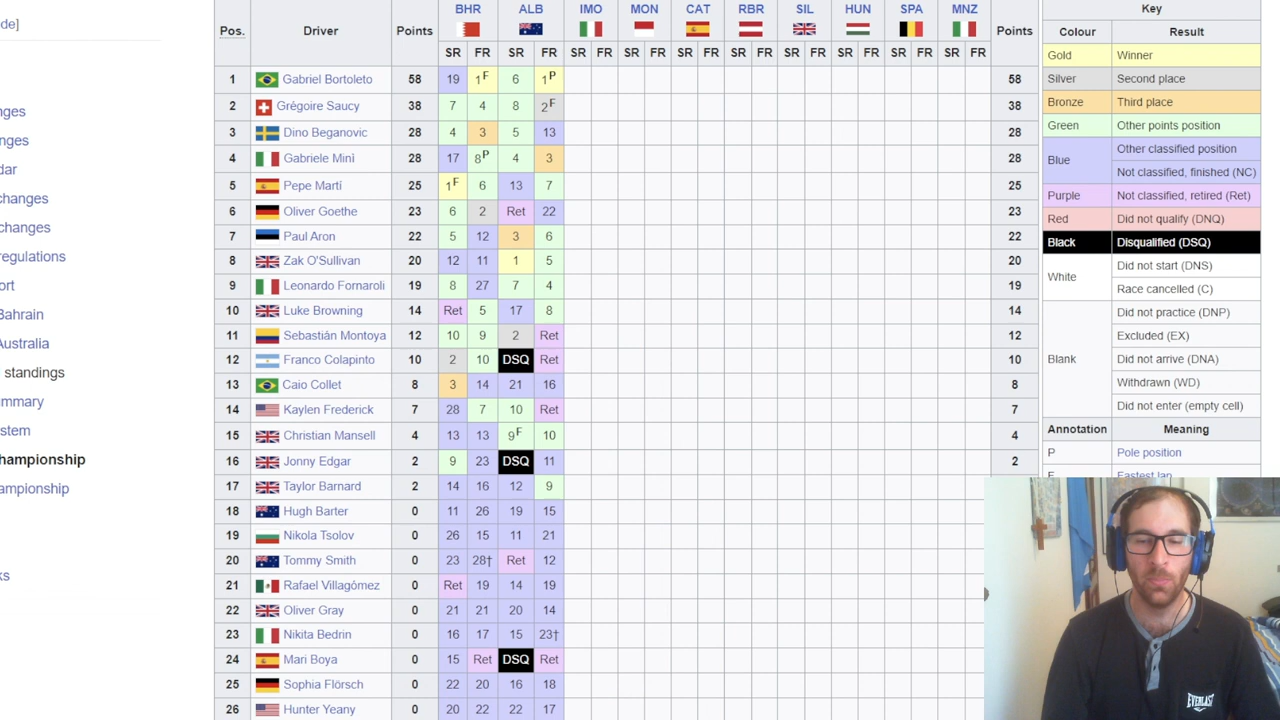 de]
nges
nges
dar
changes
changes
regulations
ort
Bahrain
Australia
standings
mmary
stem
hampionship
ampionship
ks
BHR ALB IMO MON CAT RBR SIL HUN SPA MNZ
Pos. Driver Points Points
SR FR SR FR SR FR SR FR SR FR SR FR SR FR SR FR SR FR SR FR
1 Gabriel Bortoleto 58 19 1F 6 1P 58
2 Grégoire Saucy 38 7 4 8 2F 38
3 Dino Beganovic 28 4 3 5 13 28
4 Gabriele Minì 28 17 8P 4 3 28
5 Pepe Martí 25 1F 6 13 7 25
6 Oliver Goethe 23 6 2 Ret 22 23
7 Paul Aron 22 5 12 3 6 22
8 Zak O'Sullivan 20 12 11 1 5 20
9 Leonardo Fornaroli 19 8 27 7 4 19
10 Luke Browning 14 Ret 5 17 8 14
11 Sebastián Montoya 12 10 9 2 Ret 12
12 Franco Colapinto 10 2 10 DSQ Ret 10
13 Caio Collet 8 3 14 21 16 8
14 Kaylen Frederick 7 28 7 10 Ret 7
15 Christian Mansell 4 13 13 9F 10 4
16 Jonny Edgar 2 9 23 DSQ 11 2
17 Taylor Barnard 2 14 16 12 9
18 Hugh Barter 0 11 26 19 15
19 Nikola Tsolov 0 26 15 11 21
20 Tommy Smith 0 23 28† Ret 12
21 Rafael Villagómez 0 Ret 19 14 19
22 Oliver Gray 0 21 21 20 14
23 Nikita Bedrin 0 16 17 15 23†
24 Mari Boya 0 15 Ret DSQ Ret
25 Sophia Flörsch 0 22 20 16 18
26 Hunter Yeany 0 20 22 22 17
Key
Colour Result
Gold Winner
Silver Second place
Bronze Third place
Green Other points position
Blue Other classified position
Not classified, finished (NC)
Purple Not classified, retired (Ret)
Red Did not qualify (DNQ)
Black Disqualified (DSQ)
White Did not start (DNS)
Race cancelled (C)
Blank Did not practice (DNP)
Excluded (EX)
Did not arrive (DNA)
Withdrawn (WD)
Did not enter (empty cell)
Annotation Meaning
P Pole position
F Fastest lap
EVERLAST